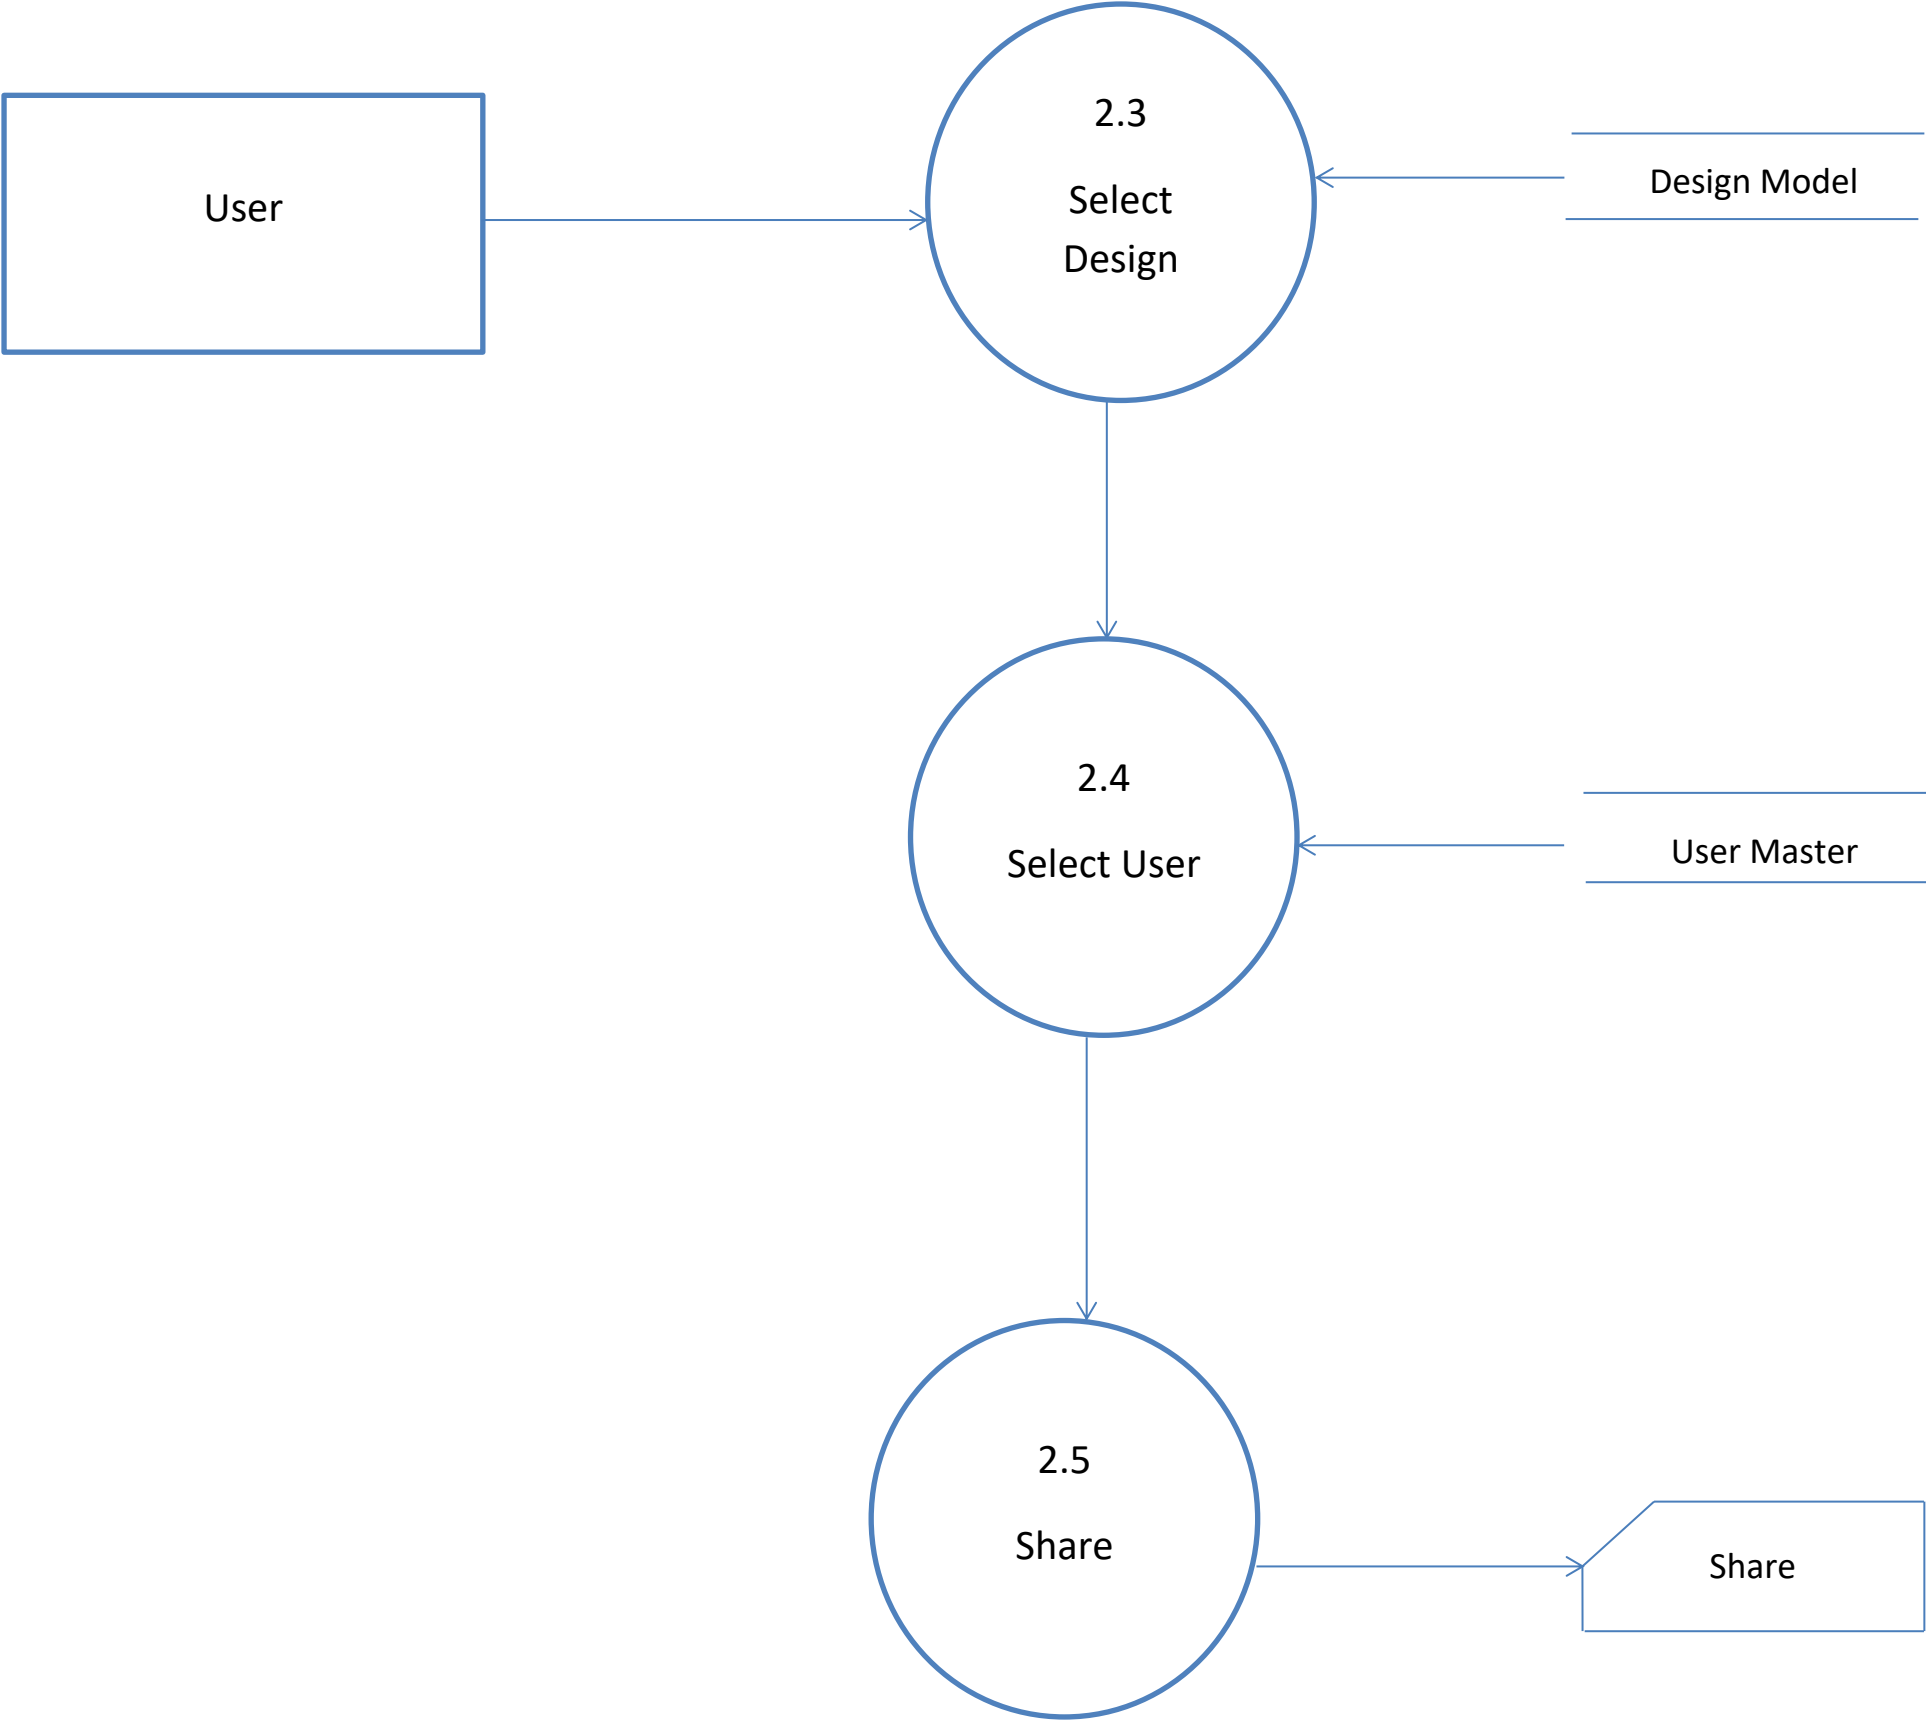 User
2.3
Select
Design
Design Model
2.4
Select User
User Master
2.5
Share
Share